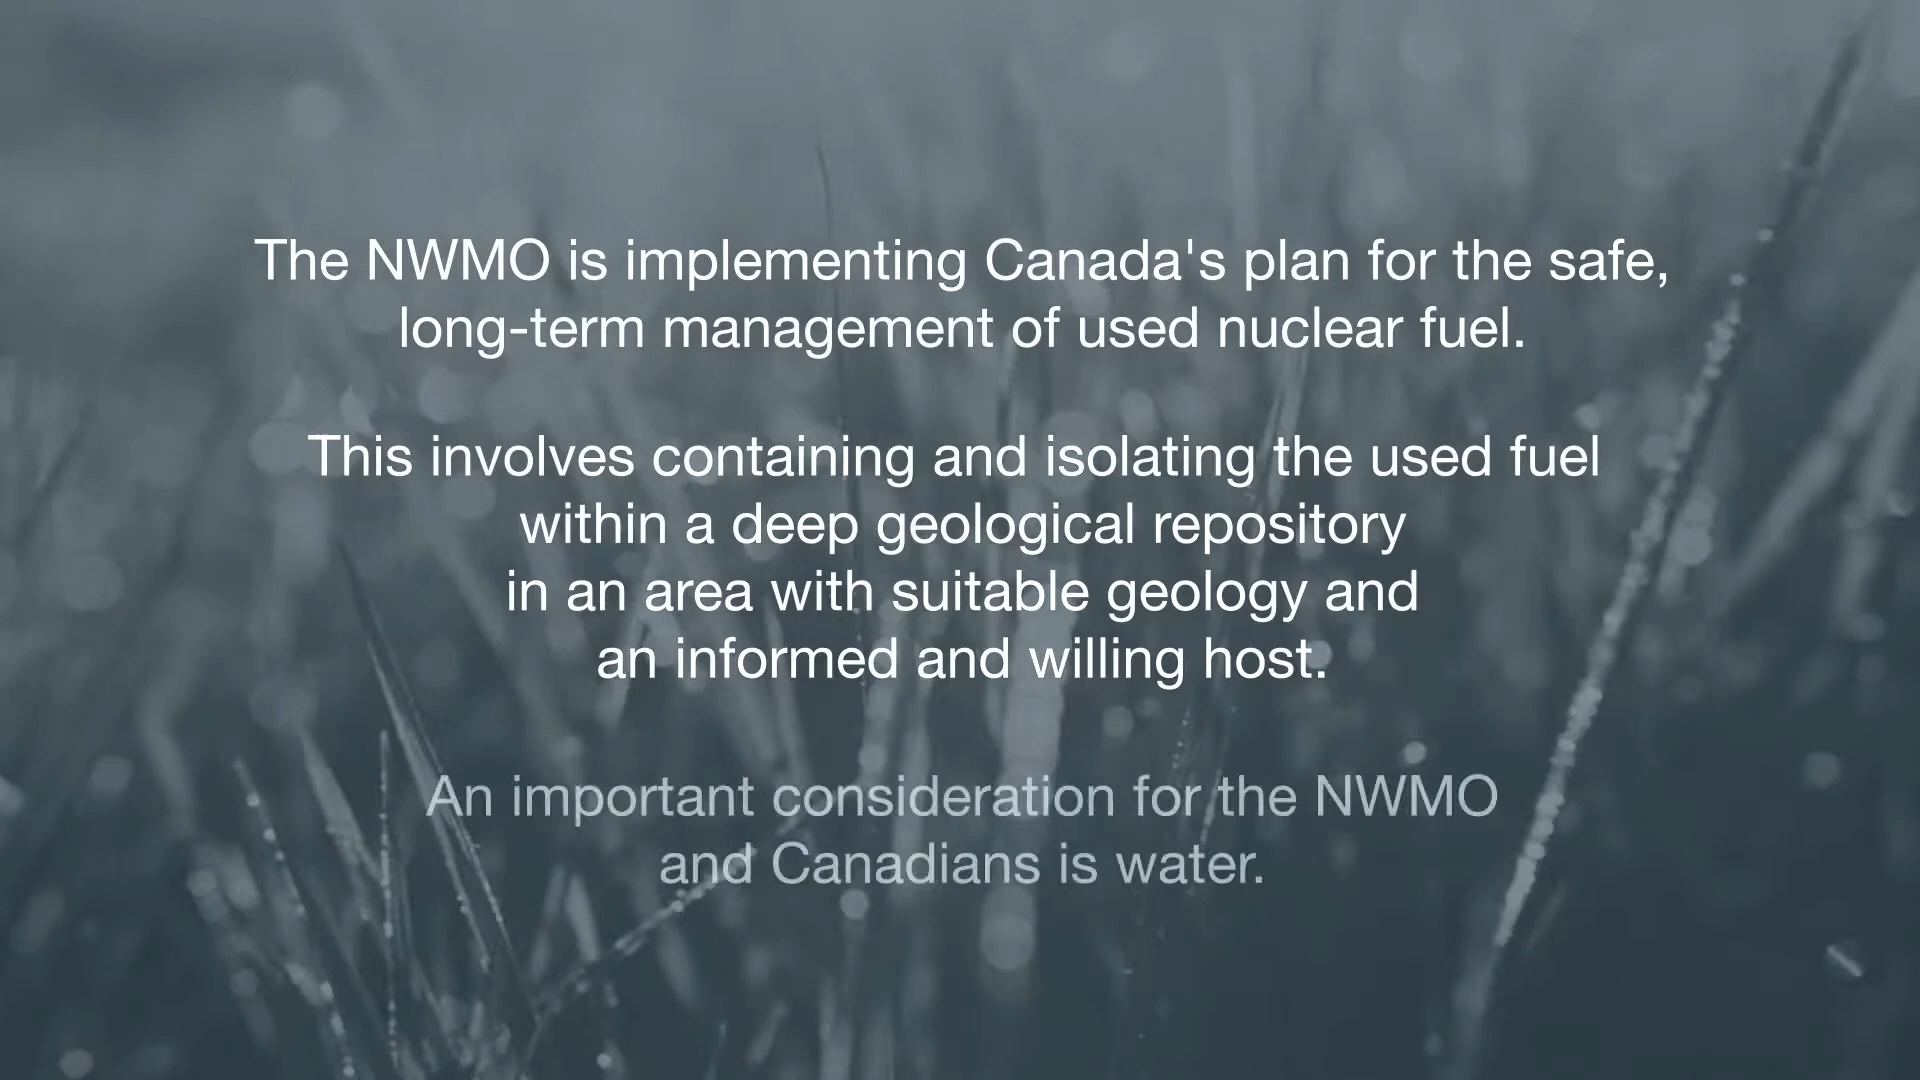 The NWMO is implementing Canada's plan for the safe,
long-term management of used nuclear fuel.
This involves containing and isolating the used fuel
within a deep geological repository
in an area with suitable geology and
an informed and willing host.
An important consideration for the NWMO
and Canadians is water.